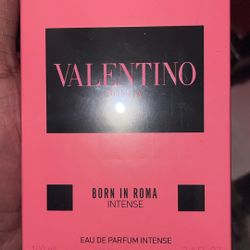 VALENTINO
BORN IN ROMA
INTENSE
EAU DE PARFUM INTENSE